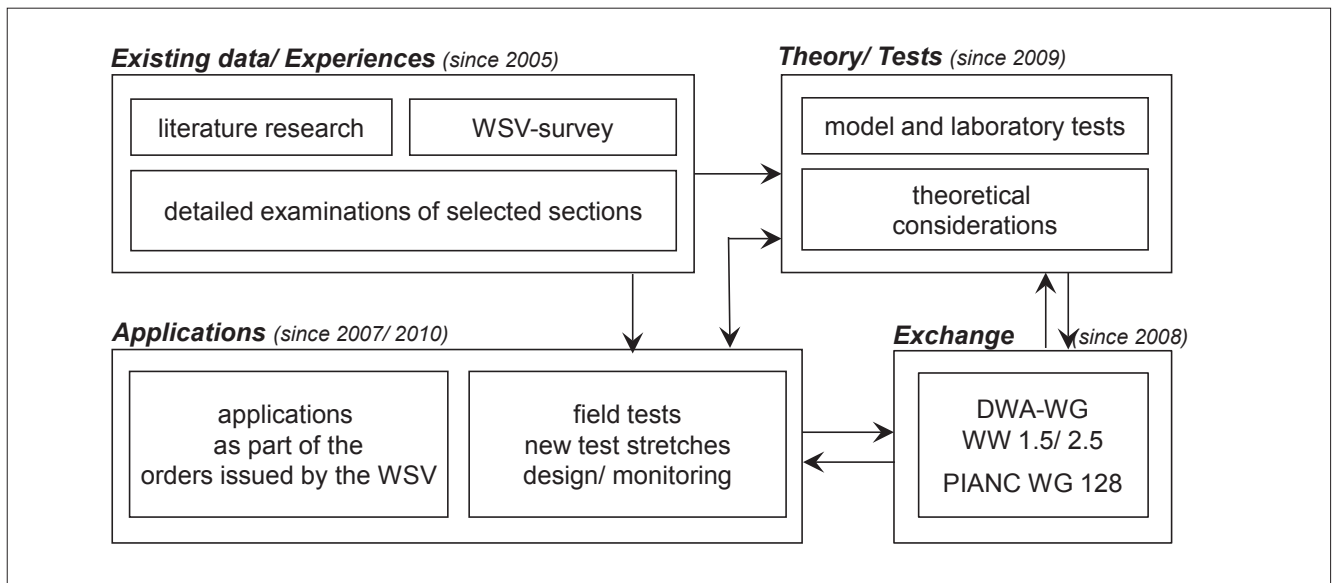 Existing data/ Experiences (since 2005)
literature research
WSV-survey
detailed examinations of selected sections
Theory/ Tests (since 2009)
model and laboratory tests
theoretical
considerations
Applications (since 2007/ 2010)
applications
as part of the
orders issued by the WSV
field tests
new test stretches
design/ monitoring
Exchange (since 2008)
DWA-WG
WW 1.5/ 2.5
PIANC WG 128